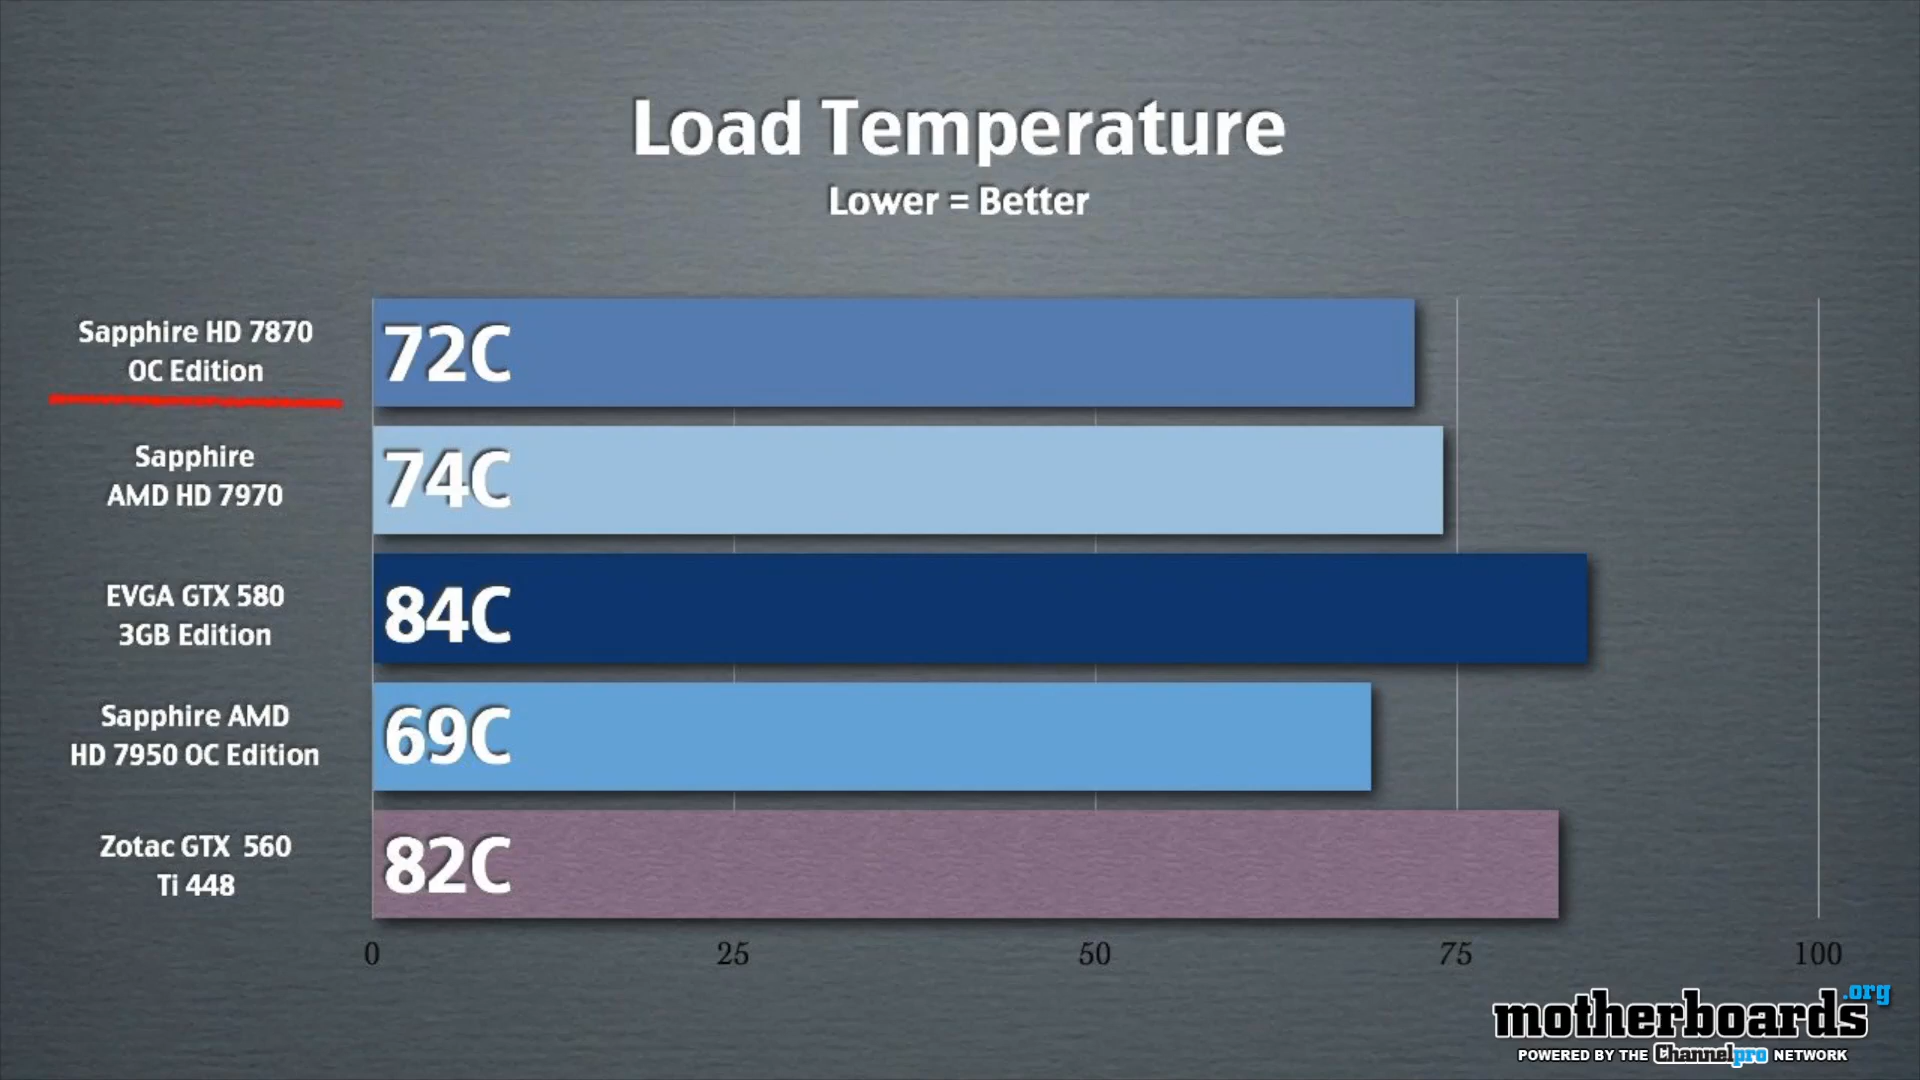 Load Temperature
Lower = Better
Sapphire HD 7870
OC Edition
72C
Sapphire
AMD HD 7970
74C
EVGA GTX 580
3GB Edition
84C
Sapphire AMD
HD 7950 OC Edition
69C
Zotac GTX 560
Ti 448
82C
0 25 50 75 100
motherboards.org
POWERED BY THE Channelpro NETWORK